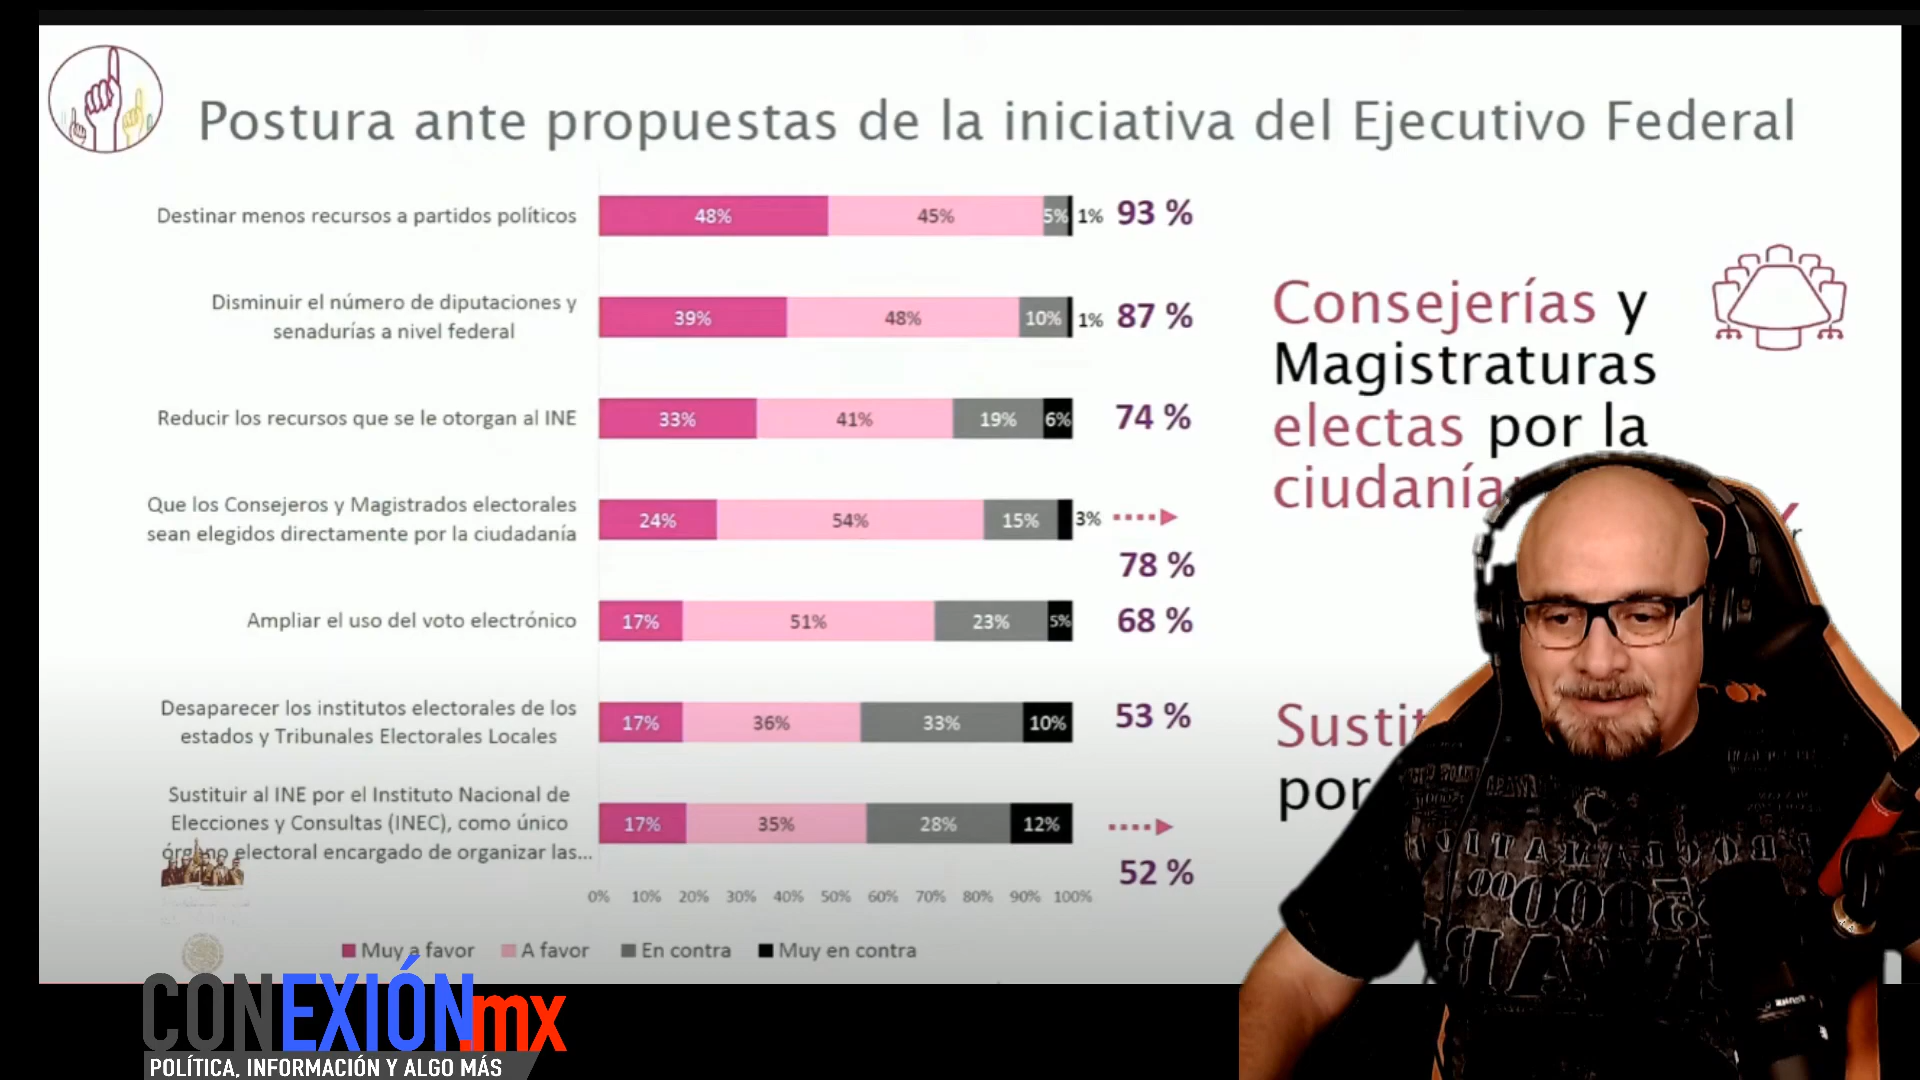 Postura ante propuestas de la iniciativa del Ejecutivo Federal
Destinar menos recursos a partidos políticos
48% 45% 5% 1% 93 %
Disminuir el número de diputaciones y
senadurías a nivel federal
39% 48% 10% 1% 87 %
Reducir los recursos que se le otorgan al INE
33% 41% 19% 6% 74 %
Que los Consejeros y Magistrados electorales
sean elegidos directamente por la ciudadanía
24% 54% 15% 3%
78 %
Ampliar el uso del voto electrónico
17% 51% 23% 5% 68 %
Desaparecer los institutos electorales de los
estados y Tribunales Electorales Locales
17% 36% 33% 10% 53 %
Sustituir al INE por el Instituto Nacional de
Elecciones y Consultas (INEC), como único
órgano electoral encargado de organizar las...
17% 35% 28% 12%
52 %
0% 10% 20% 30% 40% 50% 60% 70% 80% 90% 100%
Muy a favor A favor En contra Muy en contra
Consejerías y
Magistraturas
electas por la
ciudanía
Sustit
por
CONEXIÓN.mx
POLÍTICA, INFORMACIÓN Y ALGO MÁS